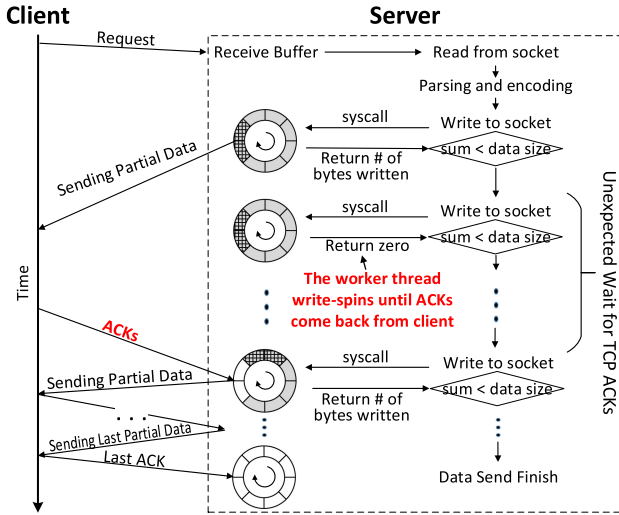 Client
Server
Request
Receive Buffer
Read from socket
Parsing and encoding
syscall
Write to socket
sum < data size
Return # of
bytes written
Sending Partial Data
syscall
Write to socket
sum < data size
Return zero
The worker thread
write-spins until ACKs
come back from client
Unexpected Wait for TCP ACKs
Time
ACKs
syscall
Write to socket
sum < data size
Return # of
bytes written
Sending Partial Data
. . .
Sending Last Partial Data
Last ACK
Data Send Finish